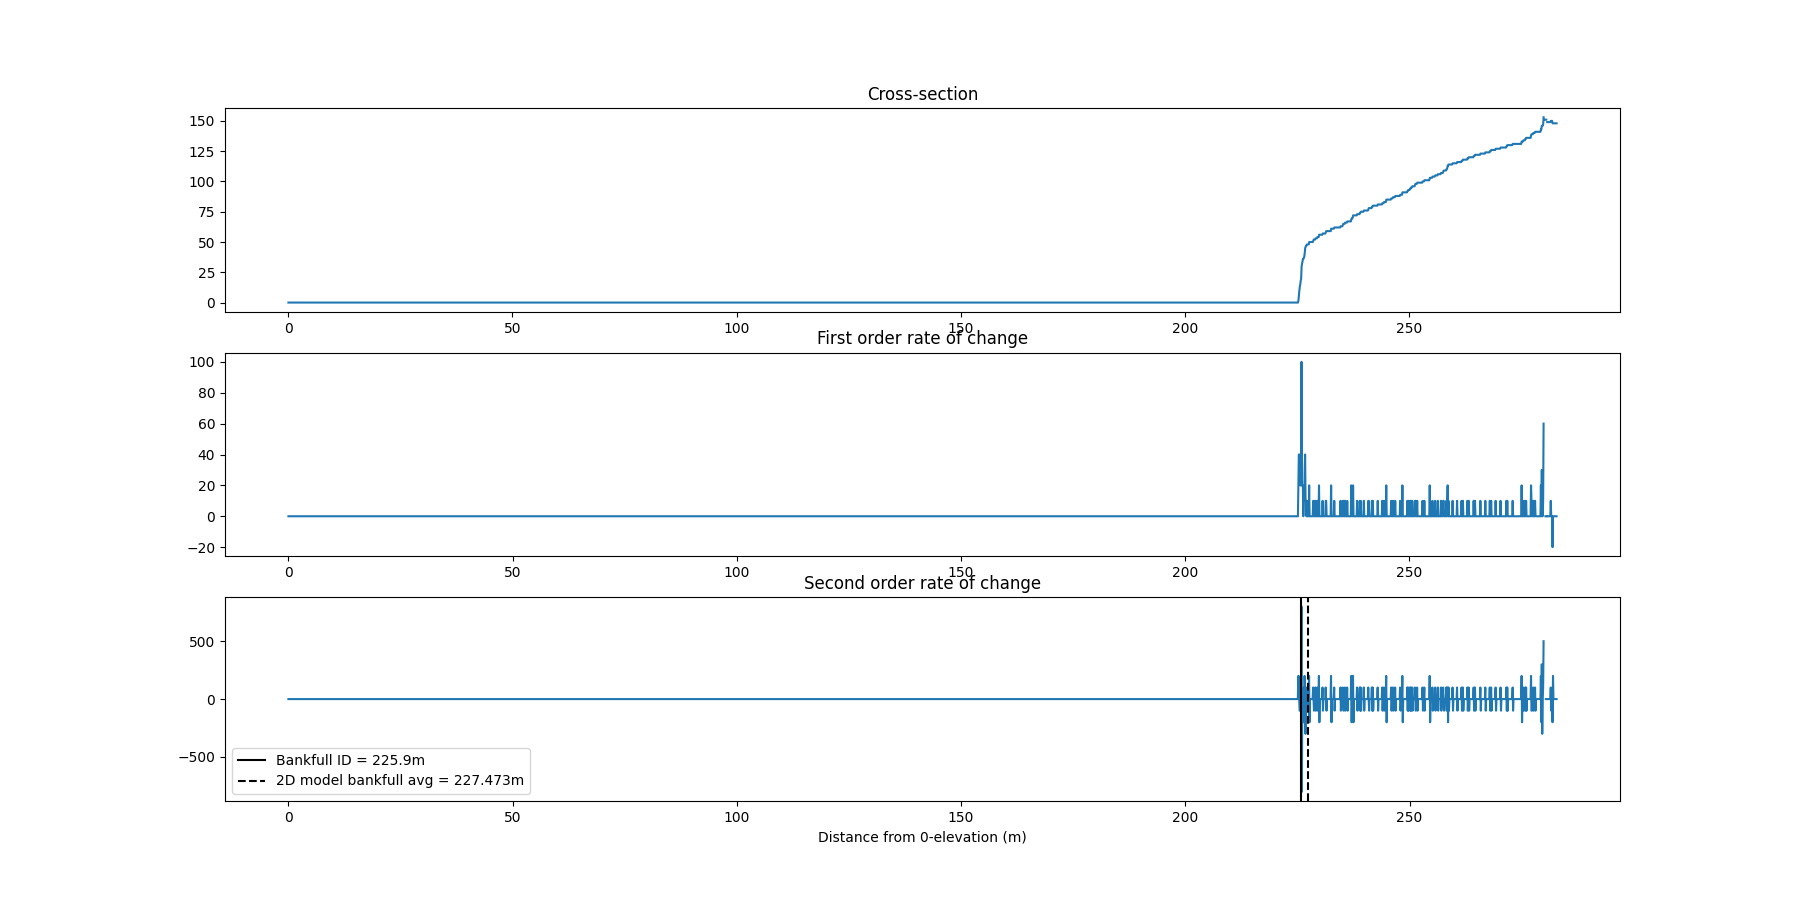 Cross-section
150
125
100
75
50
25
0
0 50 100 150 200 250
First order rate of change
100
80
60
40
20
0
−20
0 50 100 150 200 250
Second order rate of change
500
0
−500
Bankfull ID = 225.9m
2D model bankfull avg = 227.473m
0 50 100 150 200 250
Distance from 0-elevation (m)